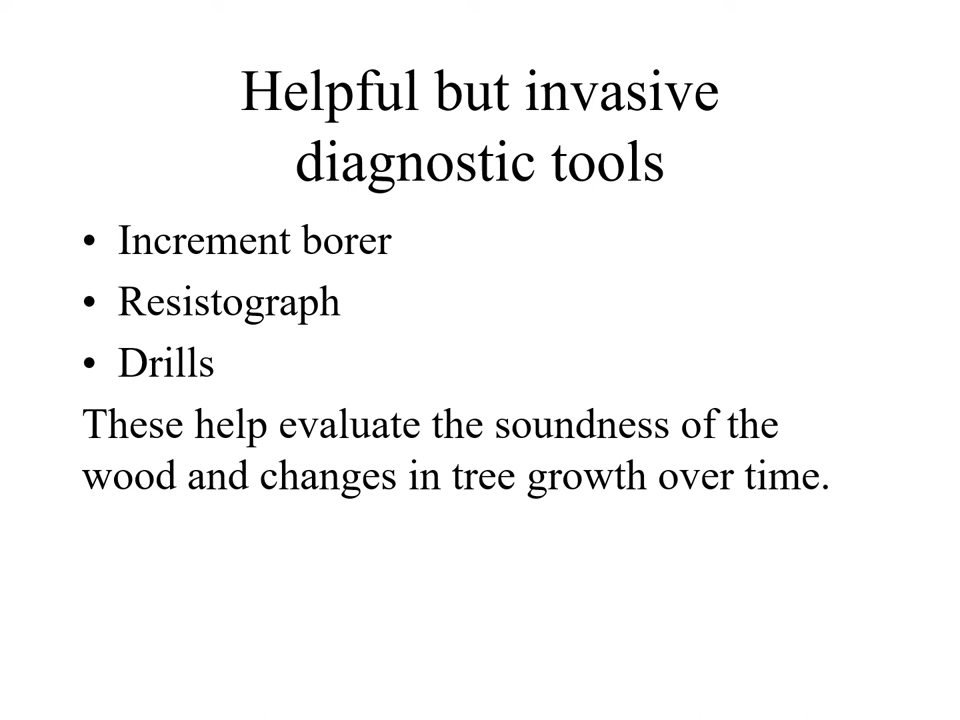 Helpful but invasive
diagnostic tools
• Increment borer
• Resistograph
• Drills
These help evaluate the soundness of the
wood and changes in tree growth over time.